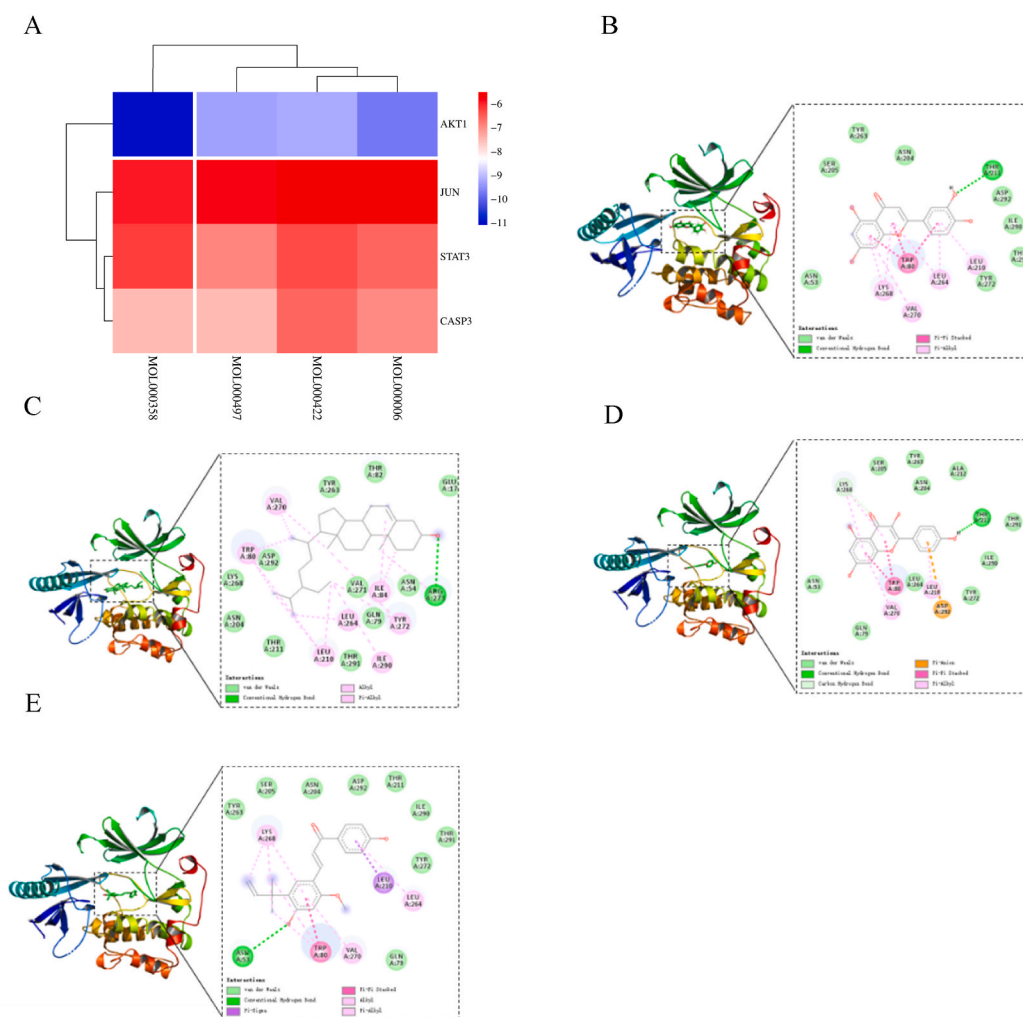 A
−6
−7
−8
−9
−10
−11
AKT1
JUN
STAT3
CASP3
MOL000358
MOL000497
MOL000422
MOL000006
B
TYR
A:263
ASN
A:204
SER
A:205
THR
A:211
ASP
A:292
ILE
A:290
ASN
A:53
TRP
A:80
LEU
A:210
LEU
A:264
TYR
A:272
LYS
A:268
VAL
A:270
Interactions
van der Waals
Conventional Hydrogen Bond
Pi-Pi Stacked
Pi-Alkyl
C
THR
A:82
TYR
A:263
VAL
A:270
TRP
A:80
ASP
A:292
LYS
A:268
VAL
A:271
ILE
A:84
ASN
A:54
ASN
A:204
LEU
A:264
GLN
A:79
TYR
A:272
THR
A:211
LEU
A:210
THR
A:291
ILE
A:290
Interactions
van der Waals
Conventional Hydrogen Bond
Alkyl
Pi-Alkyl
D
SER
A:205
TYR
A:263
ASN
A:204
ALA
A:212
LYS
A:268
ILE
A:290
ASN
A:53
TRP
A:80
LEU
A:264
LEU
A:210
TYR
A:272
VAL
A:270
ASP
A:292
GLN
A:79
Interactions
van der Waals
Conventional Hydrogen Bond
Carbon Hydrogen Bond
Pi-Anion
Pi-Pi Stacked
Pi-Alkyl
E
SER
A:205
ASN
A:204
ASP
A:292
THR
A:211
TYR
A:263
ILE
A:290
LYS
A:268
THR
A:291
TYR
A:272
LEU
A:210
LEU
A:264
ASN
A:53
TRP
A:80
VAL
A:270
GLN
A:79
Interactions
van der Waals
Conventional Hydrogen Bond
Pi-Sigma
Pi-Pi Stacked
Alkyl
Pi-Alkyl